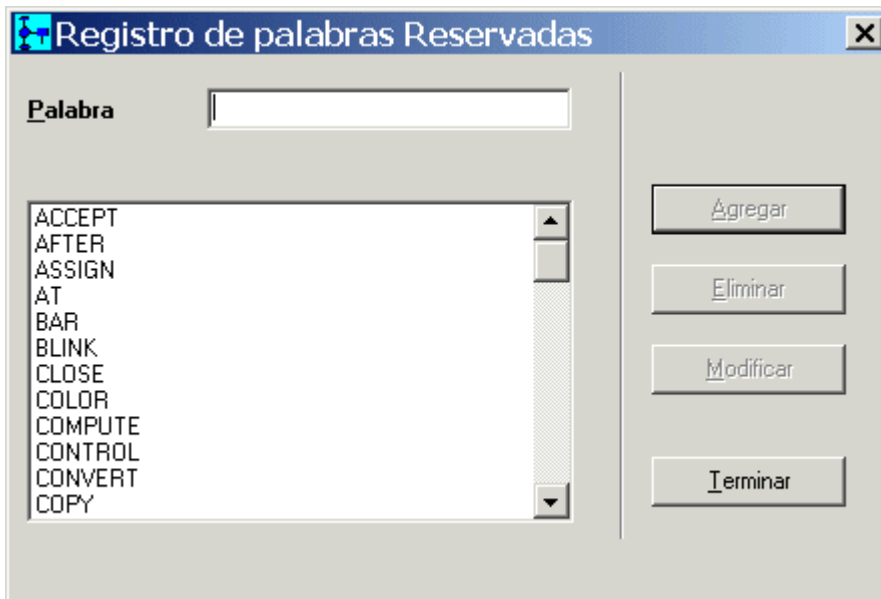 Registro de palabras Reservadas
Palabra
ACCEPT
AFTER
ASSIGN
AT
BAR
BLINK
CLOSE
COLOR
COMPUTE
CONTROL
CONVERT
COPY
Agregar
Eliminar
Modificar
Terminar